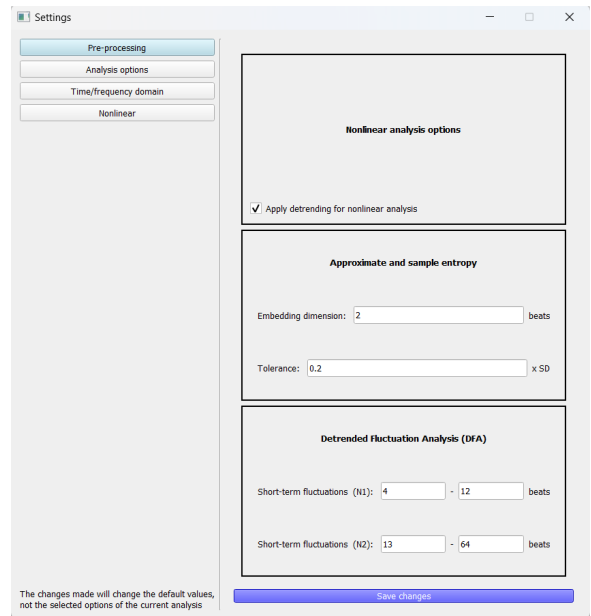 Settings
Pre-processing
Analysis options
Time/frequency domain
Nonlinear
Nonlinear analysis options
Apply detrending for nonlinear analysis
Approximate and sample entropy
Embedding dimension: 2 beats
Tolerance: 0.2 x SD
Detrended Fluctuation Analysis (DFA)
Short-term fluctuations (N1): 4 - 12 beats
Short-term fluctuations (N2): 13 - 64 beats
The changes made will change the default values,
not the selected options of the current analysis
Save changes